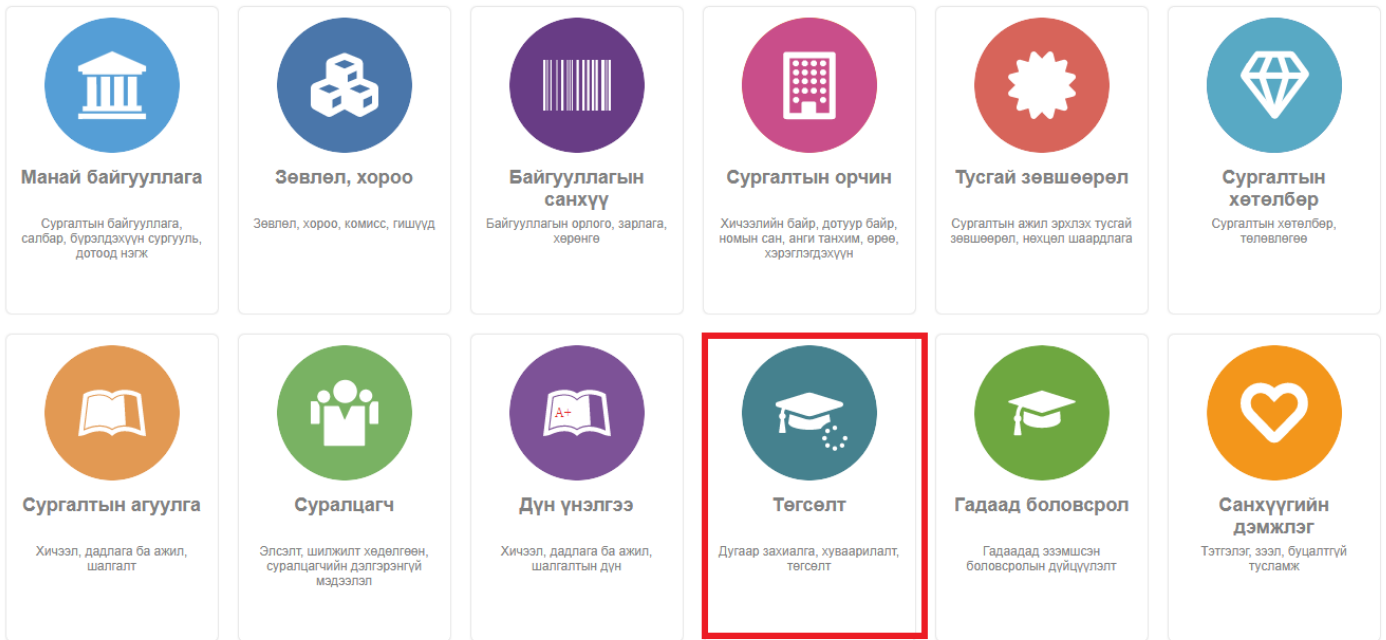 Манай байгууллага
Сургалтын байгууллага,
салбар, бүрэлдэхүүн сургууль,
дотоод нэгж
Зөвлөл, хороо
Зөвлөл, хороо, комисс, гишүүд
Байгууллагын
санхүү
Байгууллагын орлого, зарлага,
хөрөнгө
Сургалтын орчин
Хичээлийн байр, дотуур байр,
номын сан, анги танхим, өрөө,
хэрэглэгдэхүүн
Тусгай зөвшөөрөл
Сургалтын ажил эрхлэх тусгай
зөвшөөрөл, нөхцөл шаардлага
Сургалтын
хөтөлбөр
Сургалтын хөтөлбөр,
төлөвлөгөө
Сургалтын агуулга
Хичээл, дадлага ба ажил,
шалгалт
Суралцагч
Элсэлт, шилжилт хөдөлгөөн,
суралцагчийн дэлгэрэнгүй
мэдээлэл
A+
Дүн үнэлгээ
Хичээл, дадлага ба ажил,
шалгалтын дүн
Төгсөлт
Дугаар захиалга, хуваарилалт,
төгсөлт
Гадаад боловсрол
Гадаадад эзэмшсэн
боловсролын дүйцүүлэлт
Санхүүгийн
дэмжлэг
Тэтгэлэг, зээл, буцалтгүй
тусламж